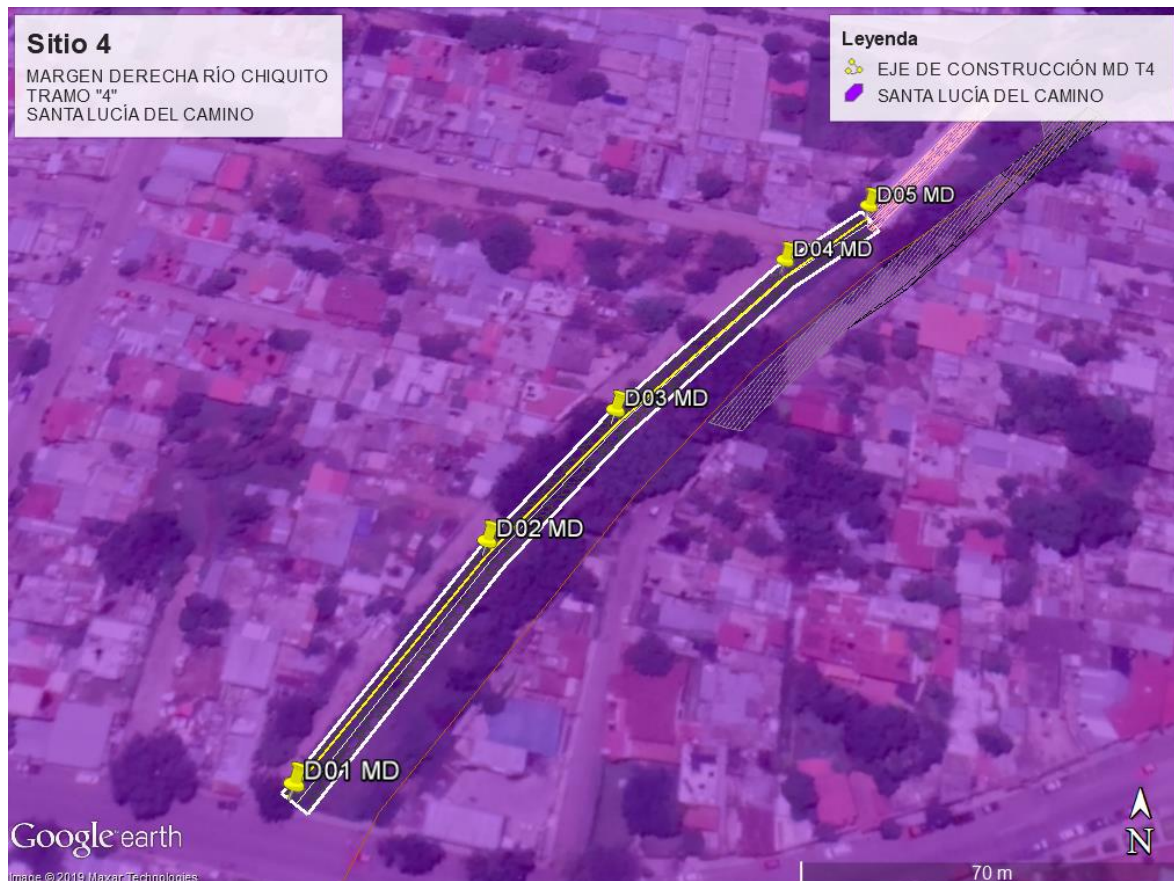 Sitio 4
MARGEN DERECHA RÍO CHIQUITO
TRAMO "4"
SANTA LUCÍA DEL CAMINO
Leyenda
EJE DE CONSTRUCCIÓN MD T4
SANTA LUCÍA DEL CAMINO
D05 MD
D04 MD
D03 MD
D02 MD
D01 MD
Google earth
Image © 2019 Maxar Technologies
N
70 m